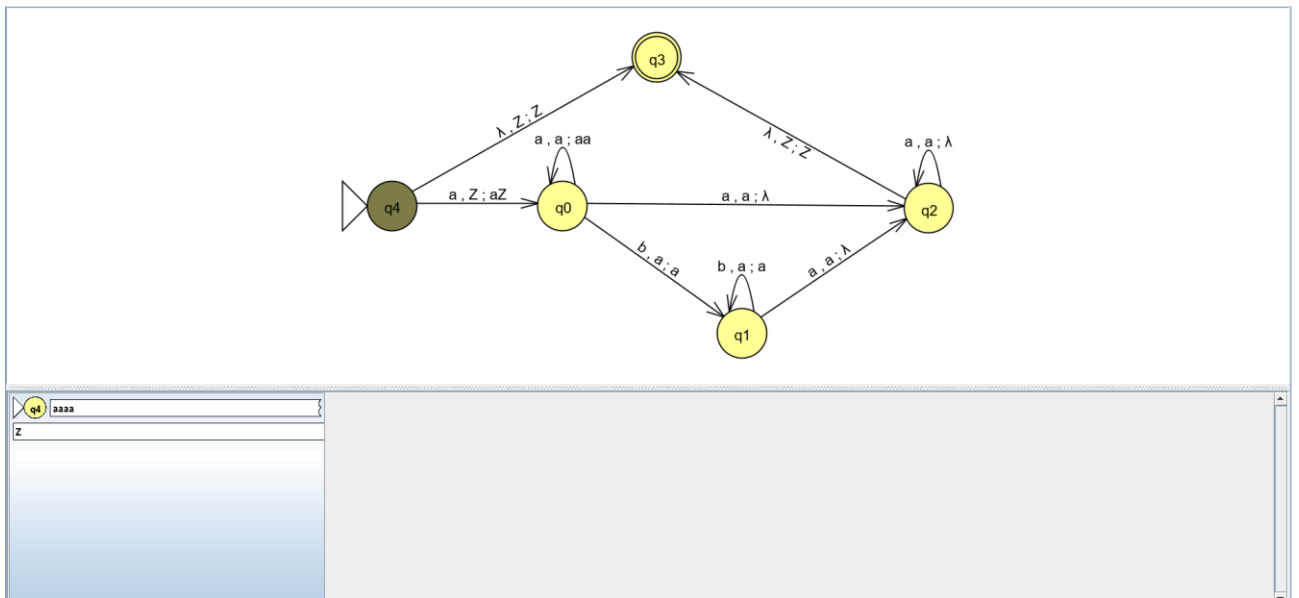 q3
λ , Z ; Z
λ , Z ; Z
a , a ; aa
a , a ; λ
q4
a , Z ; aZ
q0
a , a ; λ
q2
b , a ; a
b , a ; a
a , a ; λ
q1
q4 aaaa
Z